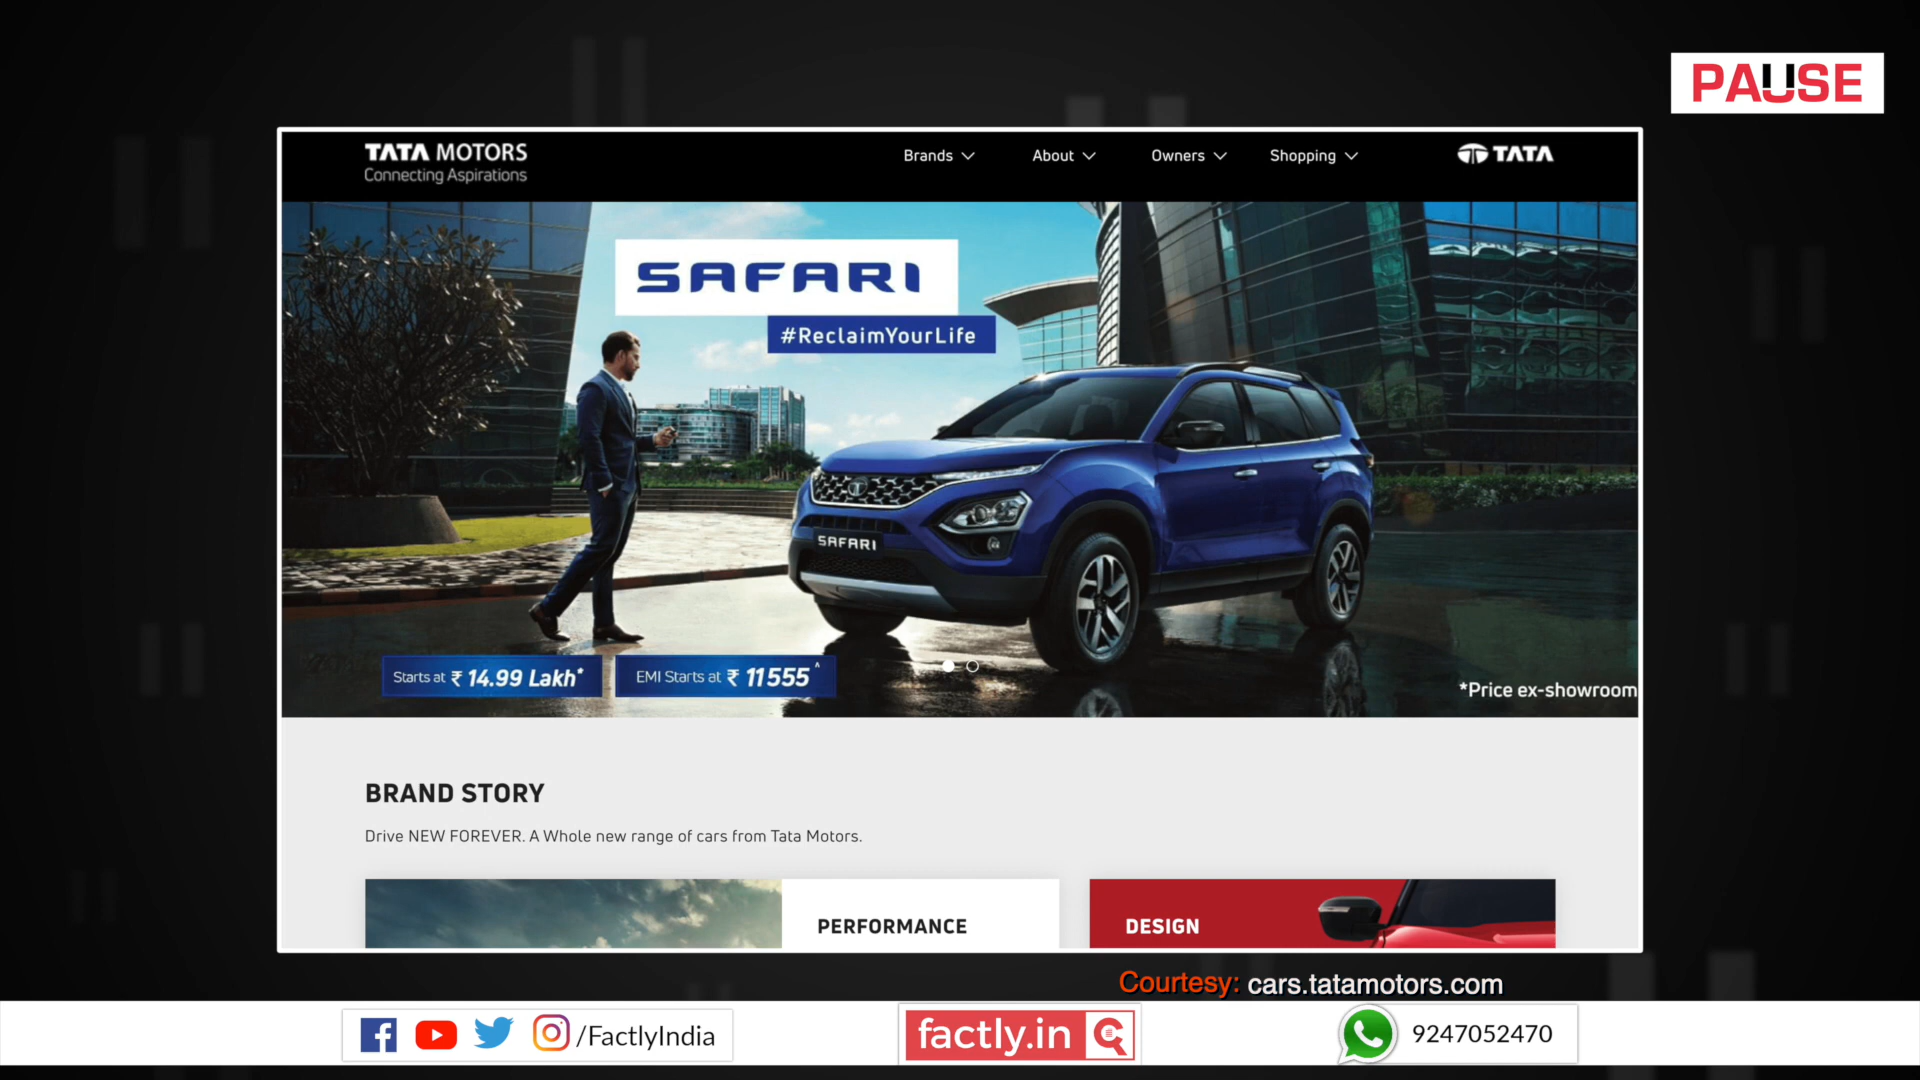 PAUSE
TATA MOTORS
Connecting Aspirations
Brands
About
Owners
Shopping
TATA
SAFARI
#ReclaimYourLife
SAFARI
Starts at ₹ 14.99 Lakh*
EMI Starts at ₹ 11555^
*Price ex-showroom
BRAND STORY
Drive NEW FOREVER. A Whole new range of cars from Tata Motors.
PERFORMANCE
DESIGN
Courtesy: cars.tatamotors.com
/FactlyIndia
factly.in
9247052470